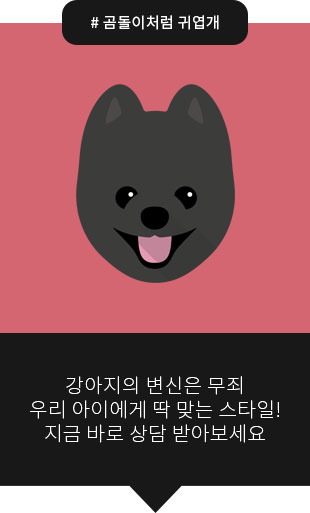 # 곰돌이처럼 귀엽개
강아지의 변신은 무죄
우리 아이에게 딱 맞는 스타일!
지금 바로 상담 받아보세요